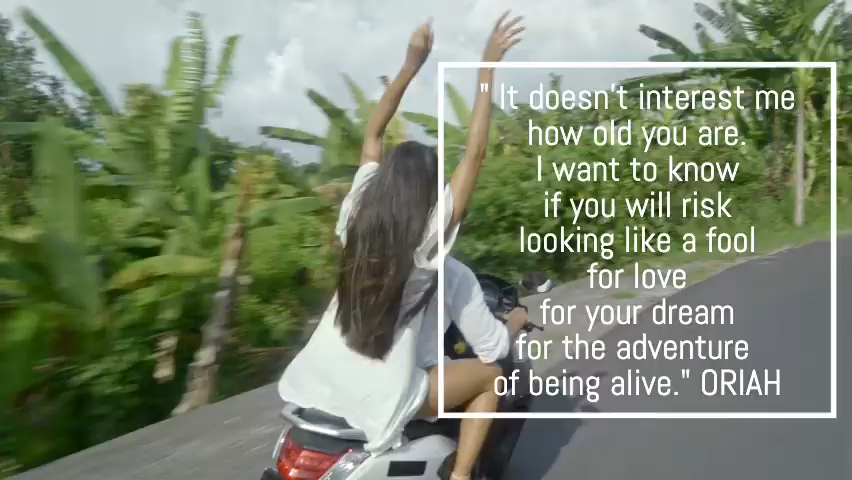 " It doesn't interest me
how old you are.
I want to know
if you will risk
looking like a fool
for love
for your dream
for the adventure
of being alive." ORIAH